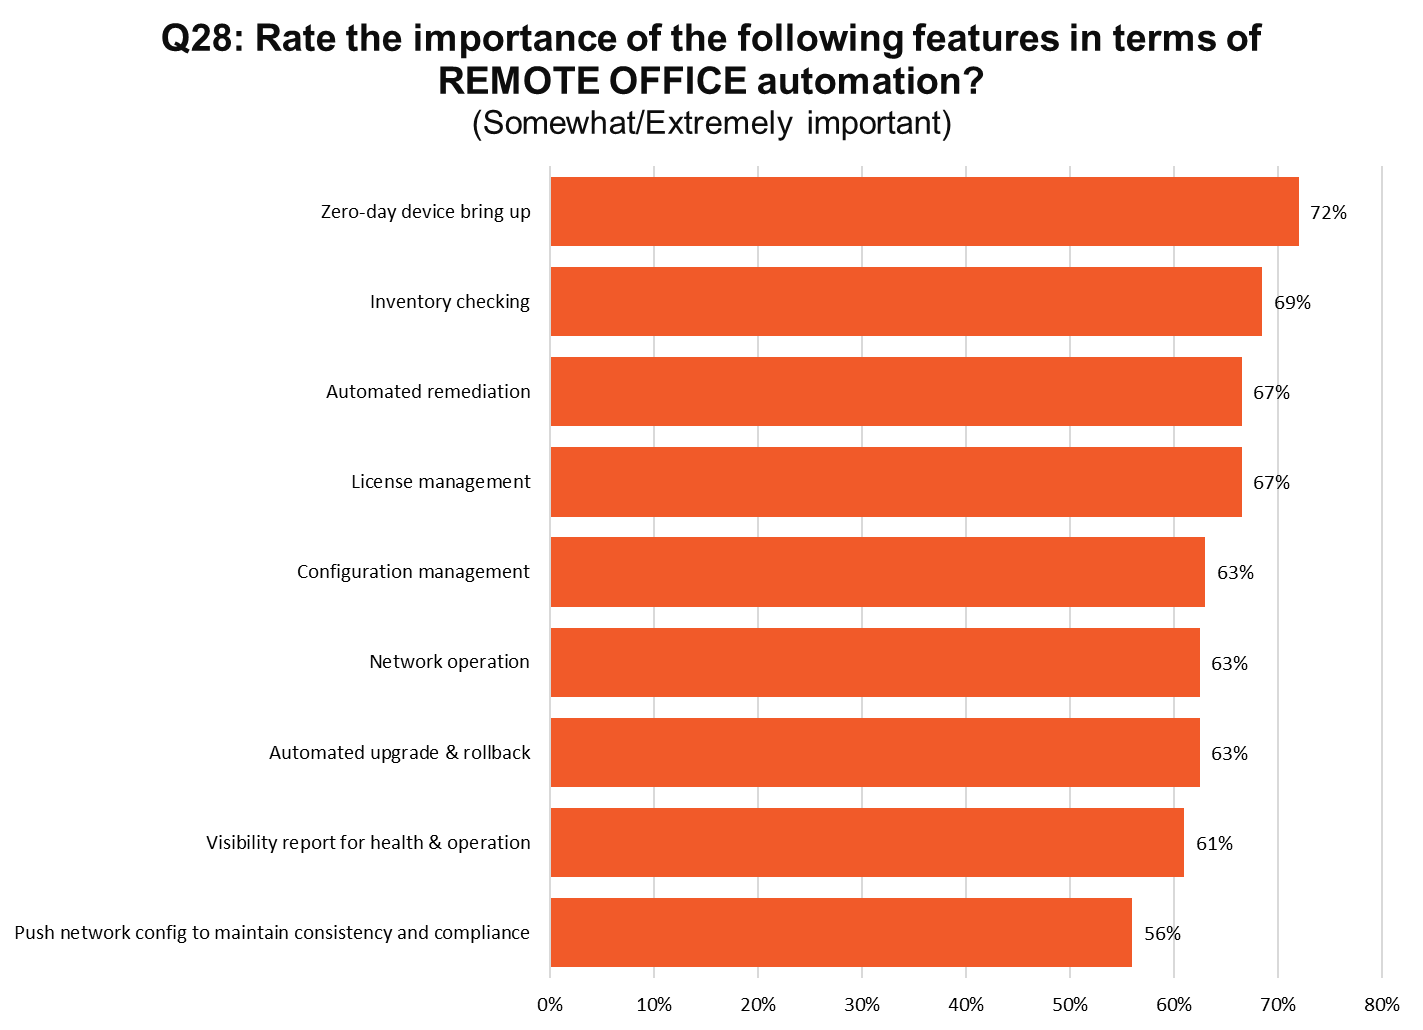 Q28: Rate the importance of the following features in terms of
REMOTE OFFICE automation?
(Somewhat/Extremely important)
Zero-day device bring up 72%
Inventory checking 69%
Automated remediation 67%
License management 67%
Configuration management 63%
Network operation 63%
Automated upgrade & rollback 63%
Visibility report for health & operation 61%
Push network config to maintain consistency and compliance 56%
0% 10% 20% 30% 40% 50% 60% 70% 80%